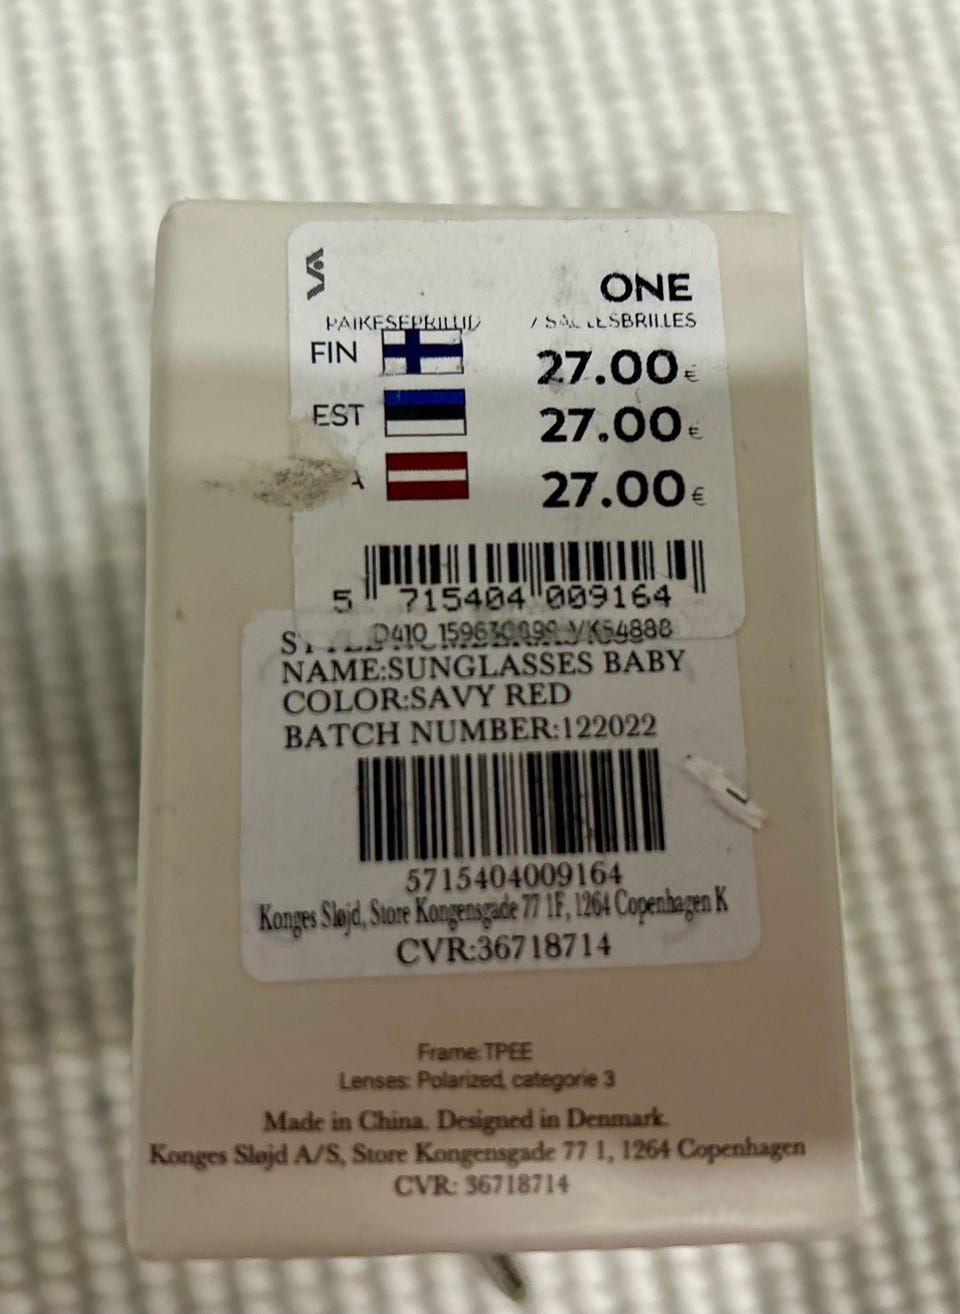 ONE
PAIKESEPRILLID
FIN 27.00€
EST 27.00€
27.00€
5 715404 009164
NAME:SUNGLASSES BABY
COLOR:SAVY RED
BATCH NUMBER:122022
5715404009164
Konges Sløjd, Store Kongensgade 77 1F, 1264 Copenhagen K
CVR:36718714
Frame:TPEE
Lenses: Polarized, categorie 3
Made in China. Designed in Denmark.
Konges Sløjd A/S, Store Kongensgade 77 1, 1264 Copenhagen
CVR: 36718714